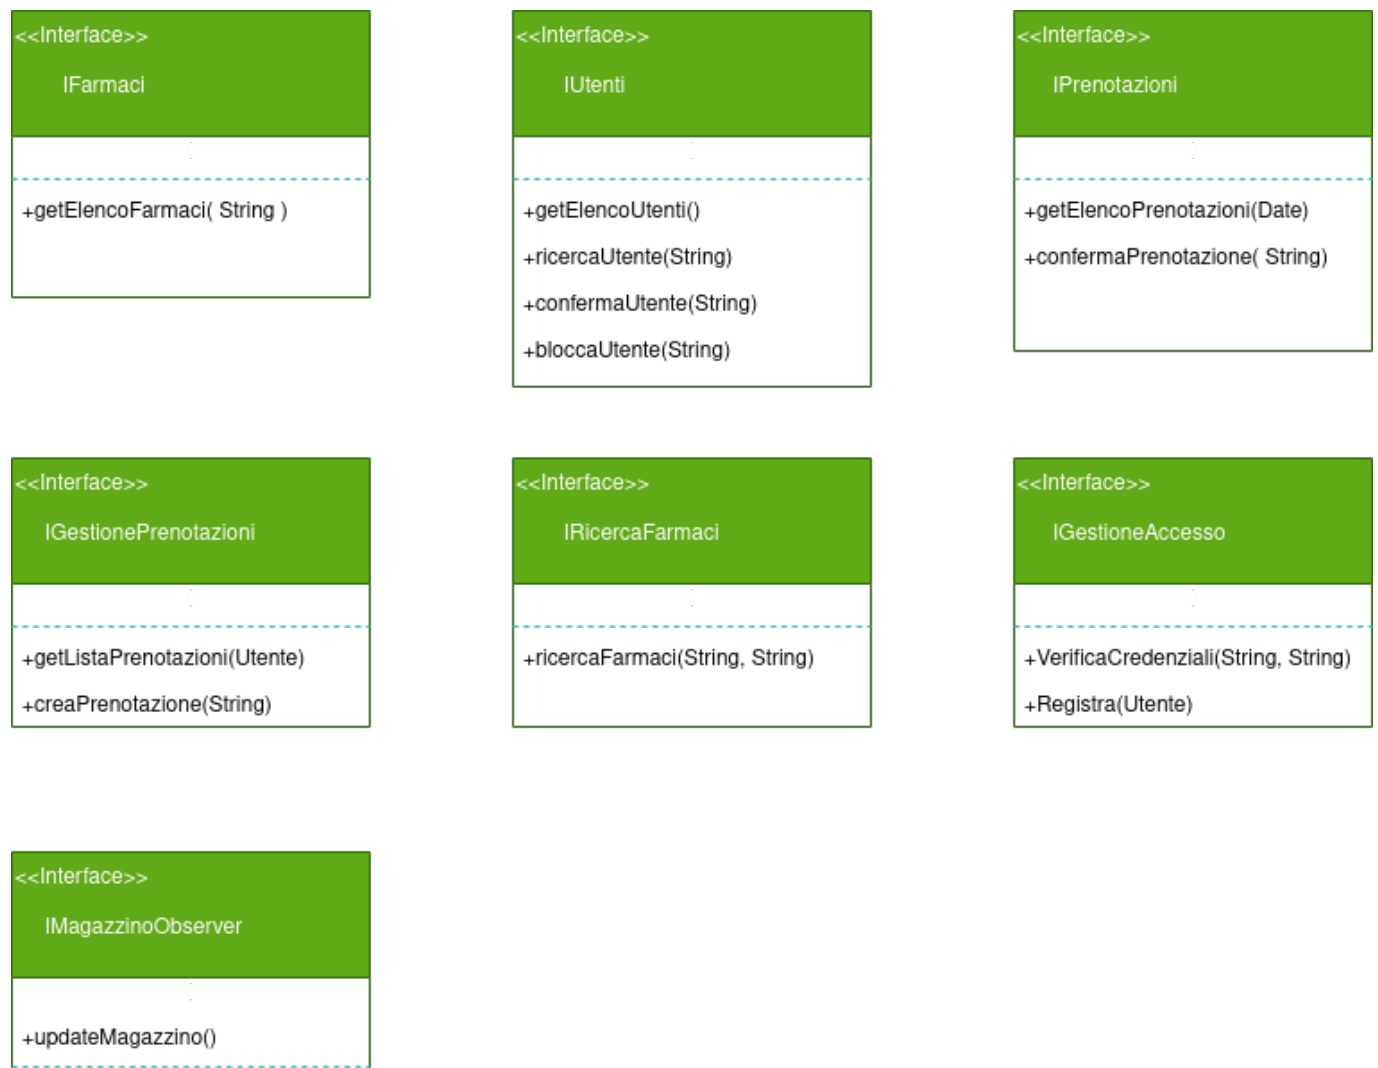 <<Interface>>
IFarmaci
+getElencoFarmaci( String )
<<Interface>>
IUtenti
+getElencoUtenti()
+ricercaUtente(String)
+confermaUtente(String)
+bloccaUtente(String)
<<Interface>>
IPrenotazioni
+getElencoPrenotazioni(Date)
+confermaPrenotazione( String)
<<Interface>>
IGestionePrenotazioni
+getListaPrenotazioni(Utente)
+creaPrenotazione(String)
<<Interface>>
IRicercaFarmaci
+ricercaFarmaci(String, String)
<<Interface>>
IGestioneAccesso
+VerificaCredenziali(String, String)
+Registra(Utente)
<<Interface>>
IMagazzinoObserver
+updateMagazzino()